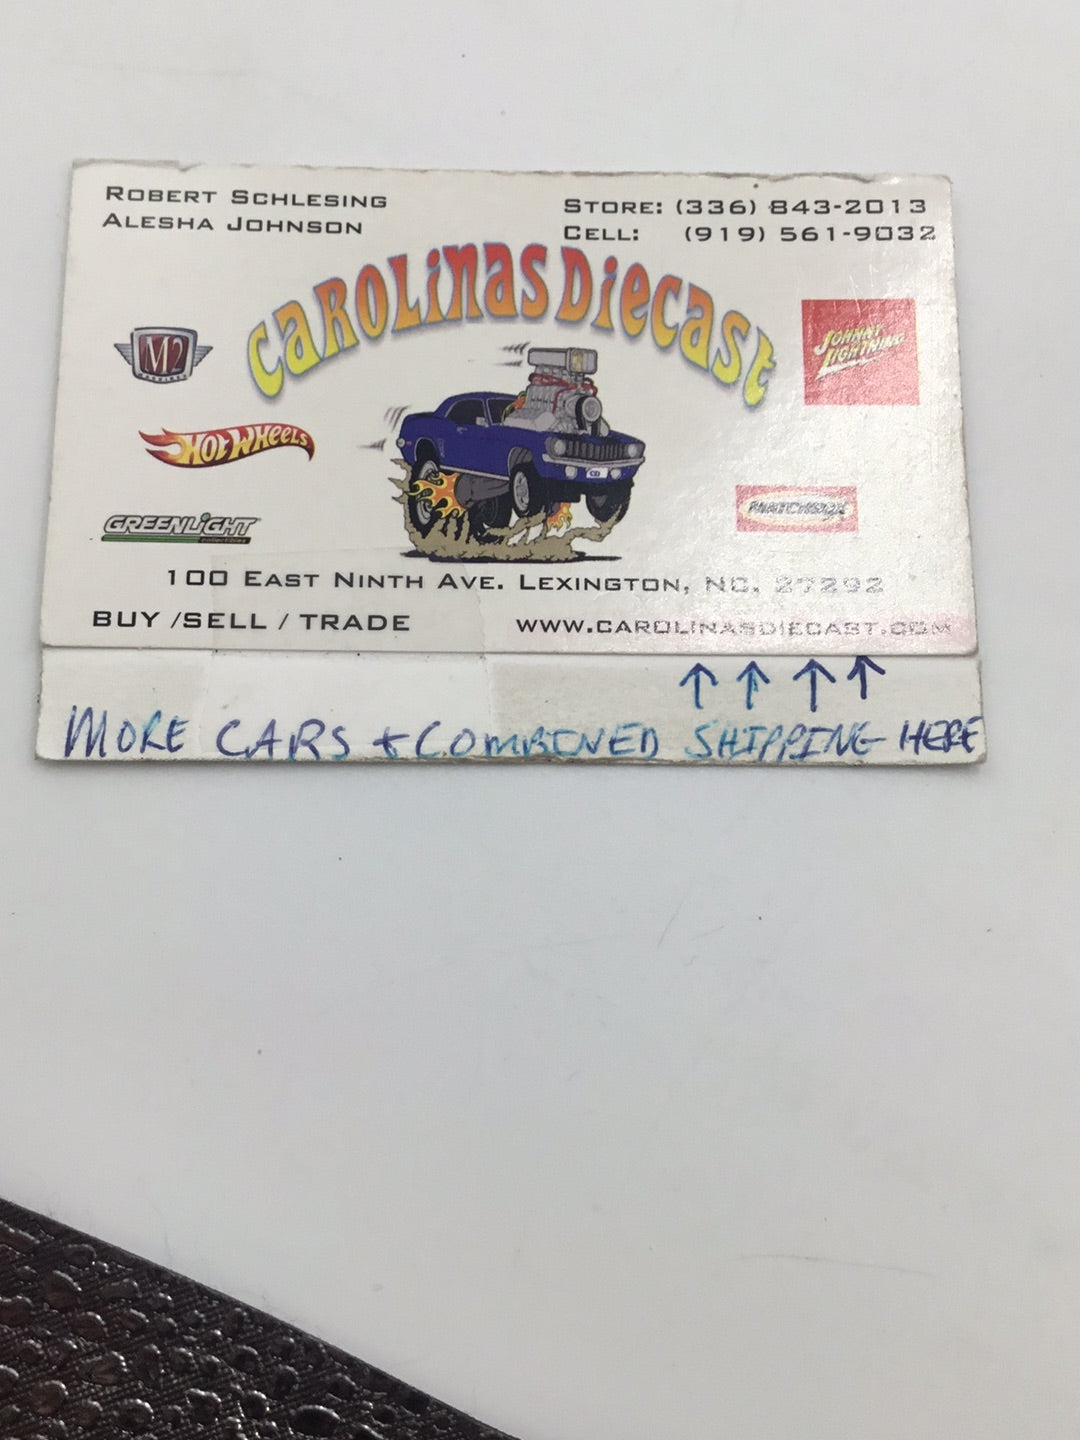 ROBERT SCHLESING
ALESHA JOHNSON
STORE: (336) 843-2013
CELL: (919) 561-9032
CAROLINAS DIECAST
M2
MACHINES
JOHNNY LIGHTNING
HOT WHEELS
MATCHBOX
GREENLIGHT
collectibles
100 EAST NINTH AVE. LEXINGTON, NC. 27292
BUY /SELL / TRADE
WWW.CAROLINASDIECAST.COM
MORE CARS + COMBINED SHIPPING HERE